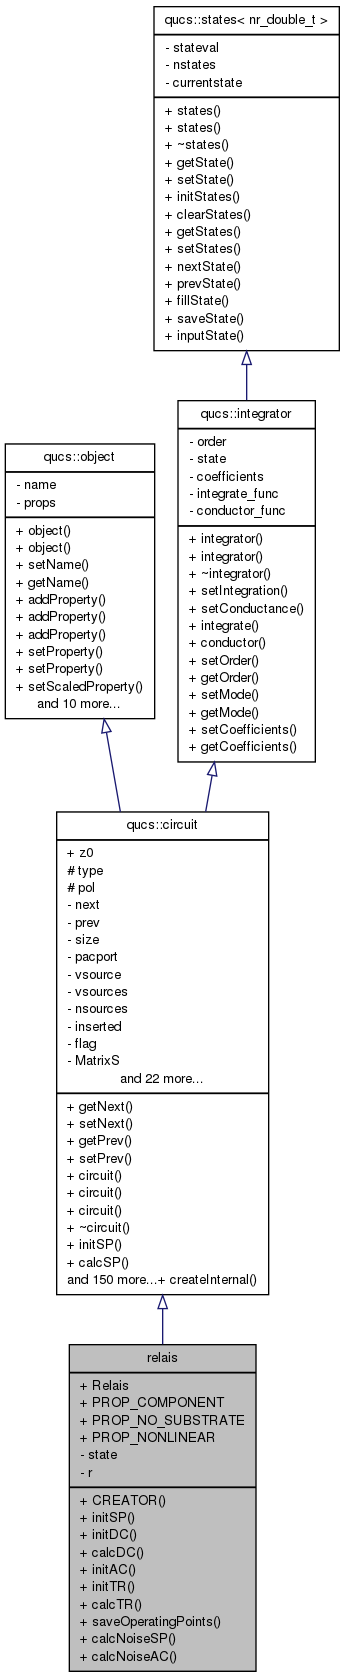 qucs::states< nr_double_t >
- stateval
- nstates
- currentstate
+ states()
+ states()
+ ~states()
+ getState()
+ setState()
+ initStates()
+ clearStates()
+ getStates()
+ setStates()
+ nextState()
+ prevState()
+ fillState()
+ saveState()
+ inputState()
qucs::integrator
- order
- state
- coefficients
- integrate_func
- conductor_func
+ integrator()
+ integrator()
+ ~integrator()
+ setIntegration()
+ setConductance()
+ integrate()
+ conductor()
+ setOrder()
+ getOrder()
+ setMode()
+ getMode()
+ setCoefficients()
+ getCoefficients()
qucs::object
- name
- props
+ object()
+ object()
+ setName()
+ getName()
+ addProperty()
+ addProperty()
+ addProperty()
+ setProperty()
+ setProperty()
+ setScaledProperty()
and 10 more...
qucs::circuit
+ z0
# type
# pol
- next
- prev
- size
- pacport
- vsource
- vsources
- nsources
- inserted
- flag
- MatrixS
and 22 more...
+ getNext()
+ setNext()
+ getPrev()
+ setPrev()
+ circuit()
+ circuit()
+ circuit()
+ ~circuit()
+ initSP()
+ calcSP()
and 150 more...+ createInternal()
relais
+ Relais
+ PROP_COMPONENT
+ PROP_NO_SUBSTRATE
+ PROP_NONLINEAR
- state
- r
+ CREATOR()
+ initSP()
+ initDC()
+ calcDC()
+ initAC()
+ initTR()
+ calcTR()
+ saveOperatingPoints()
+ calcNoiseSP()
+ calcNoiseAC()